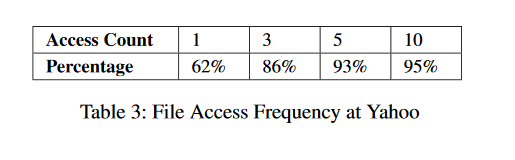 Access Count 1 3 5 10
Percentage 62% 86% 93% 95%
Table 3: File Access Frequency at Yahoo